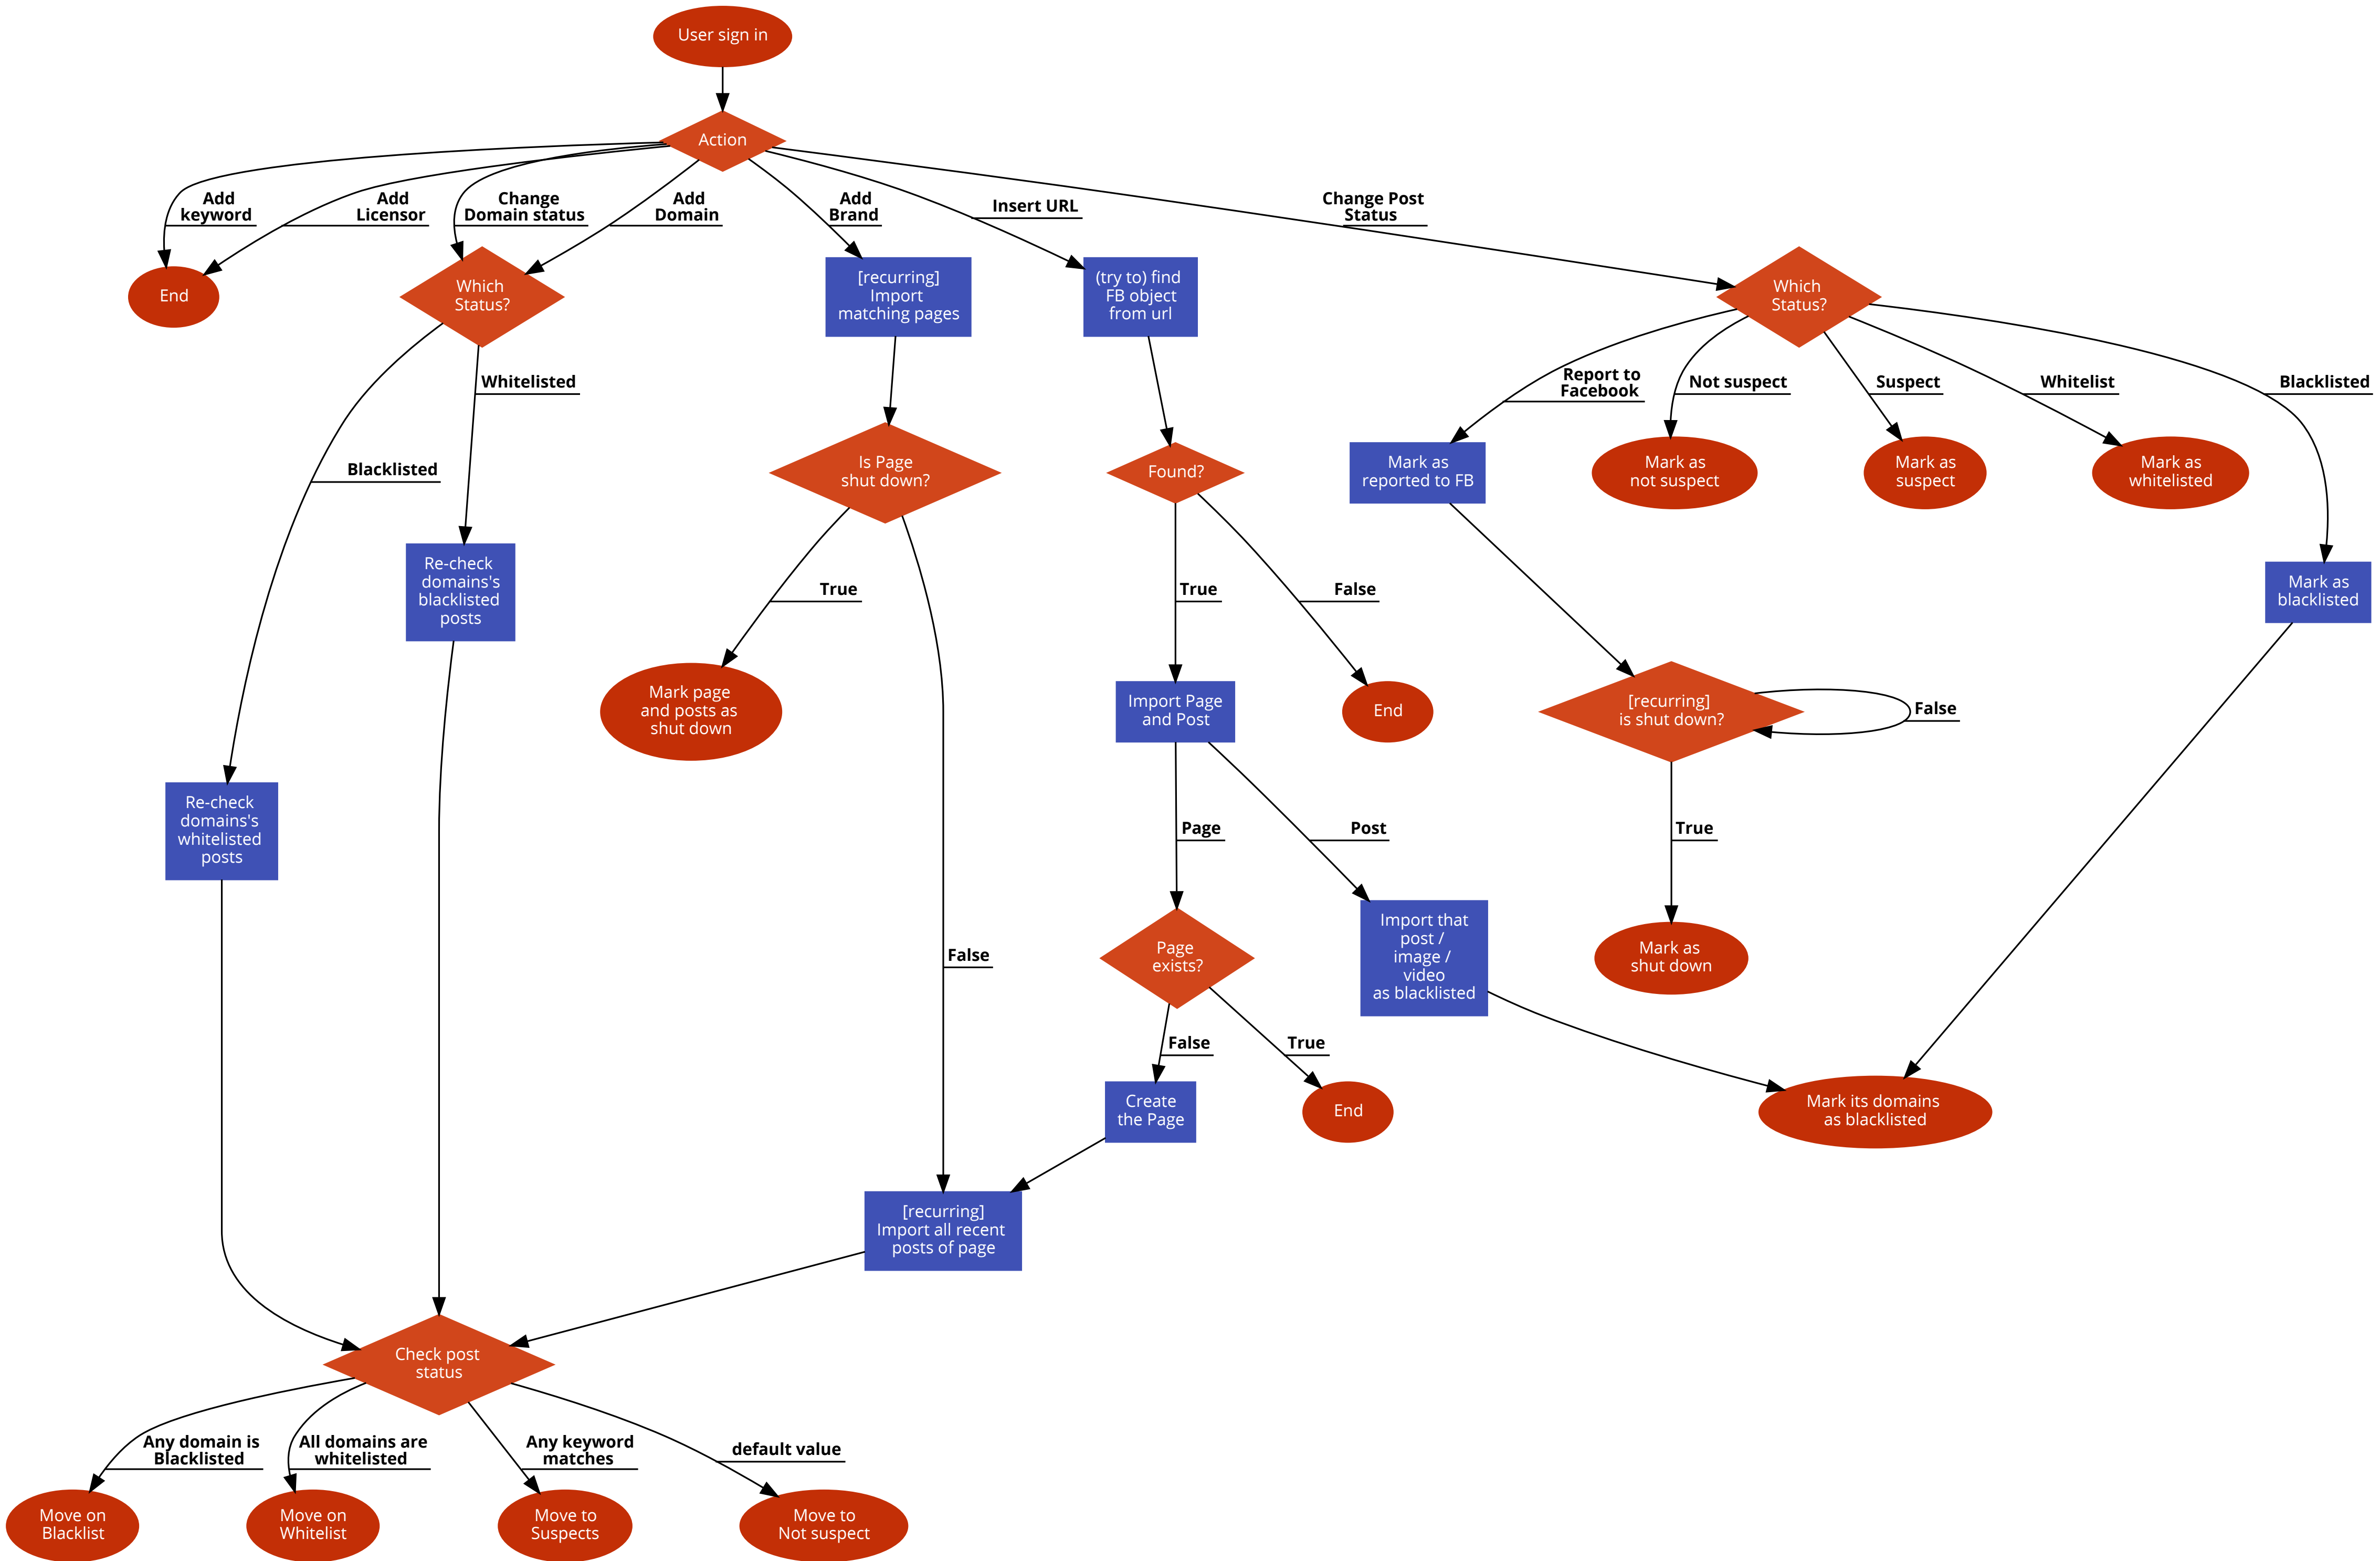 User sign in
Action
Add
keyword
Add
Licensor
Change
Domain status
Add
Domain
Add
Brand
Insert URL
Change Post
Status
End
Which
Status?
[recurring]
Import
matching pages
(try to) find
FB object
from url
Which
Status?
Whitelisted
Blacklisted
Report to
Facebook
Not suspect
Suspect
Whitelist
Blacklisted
Is Page
shut down?
Found?
Mark as
reported to FB
Mark as
not suspect
Mark as
suspect
Mark as
whitelisted
Re-check
domains's
blacklisted
posts
True
True
False
Mark as
blacklisted
Mark page
and posts as
shut down
Import Page
and Post
End
[recurring]
is shut down?
False
Re-check
domains's
whitelisted
posts
Page
Post
True
False
Page
exists?
Import that
post /
image /
video
as blacklisted
Mark as
shut down
False
True
Create
the Page
End
Mark its domains
as blacklisted
[recurring]
Import all recent
posts of page
Check post
status
Any domain is
Blacklisted
All domains are
whitelisted
Any keyword
matches
default value
Move on
Blacklist
Move on
Whitelist
Move to
Suspects
Move to
Not suspect